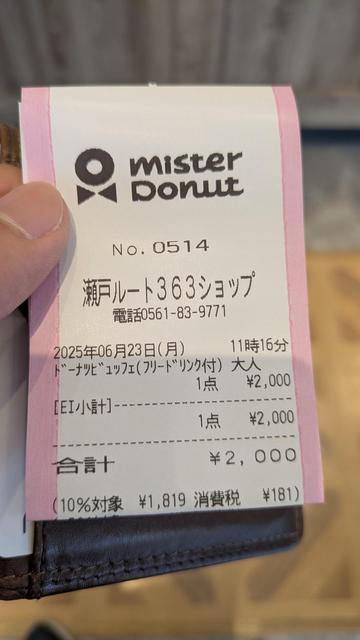 mister
Donut
No. 0514
瀬戸ルート363ショップ
電話0561-83-9771
2025年06月23日(月) 11時16分
ﾄﾞｰﾅﾂﾋﾞｭｯﾌｪ(ﾌﾘｰﾄﾞﾘﾝｸ付) 大人
1点 ¥2,000
[EI小計]
1点 ¥2,000
合計 ¥2,000
(10%対象 ¥1,819 消費税 ¥181)